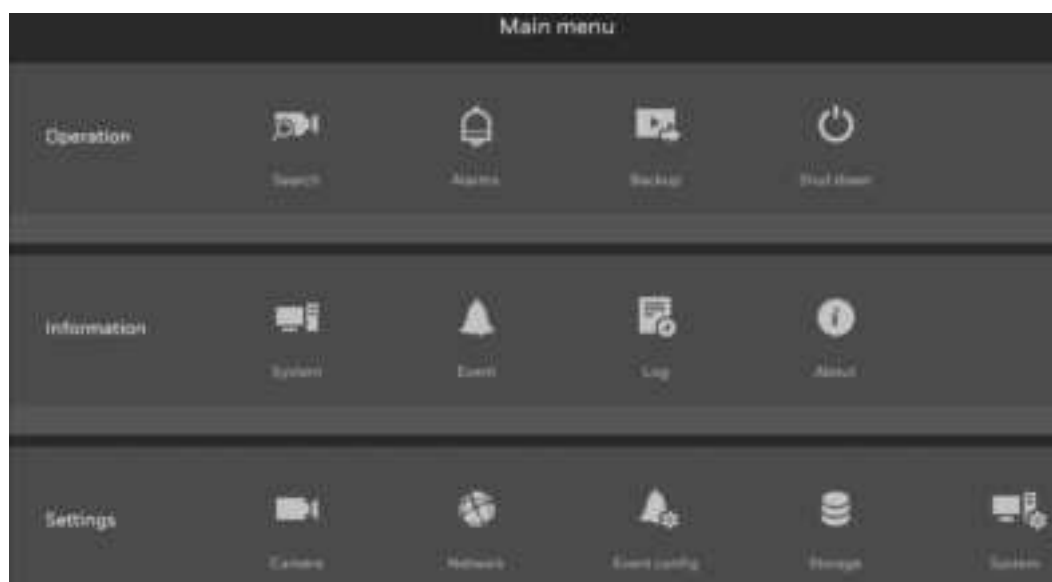 Main menu
Operation
Search
Alarms
Backup
Shut down
Information
System
Event
Log
About
Settings
Camera
Network
Event config
Storage
System